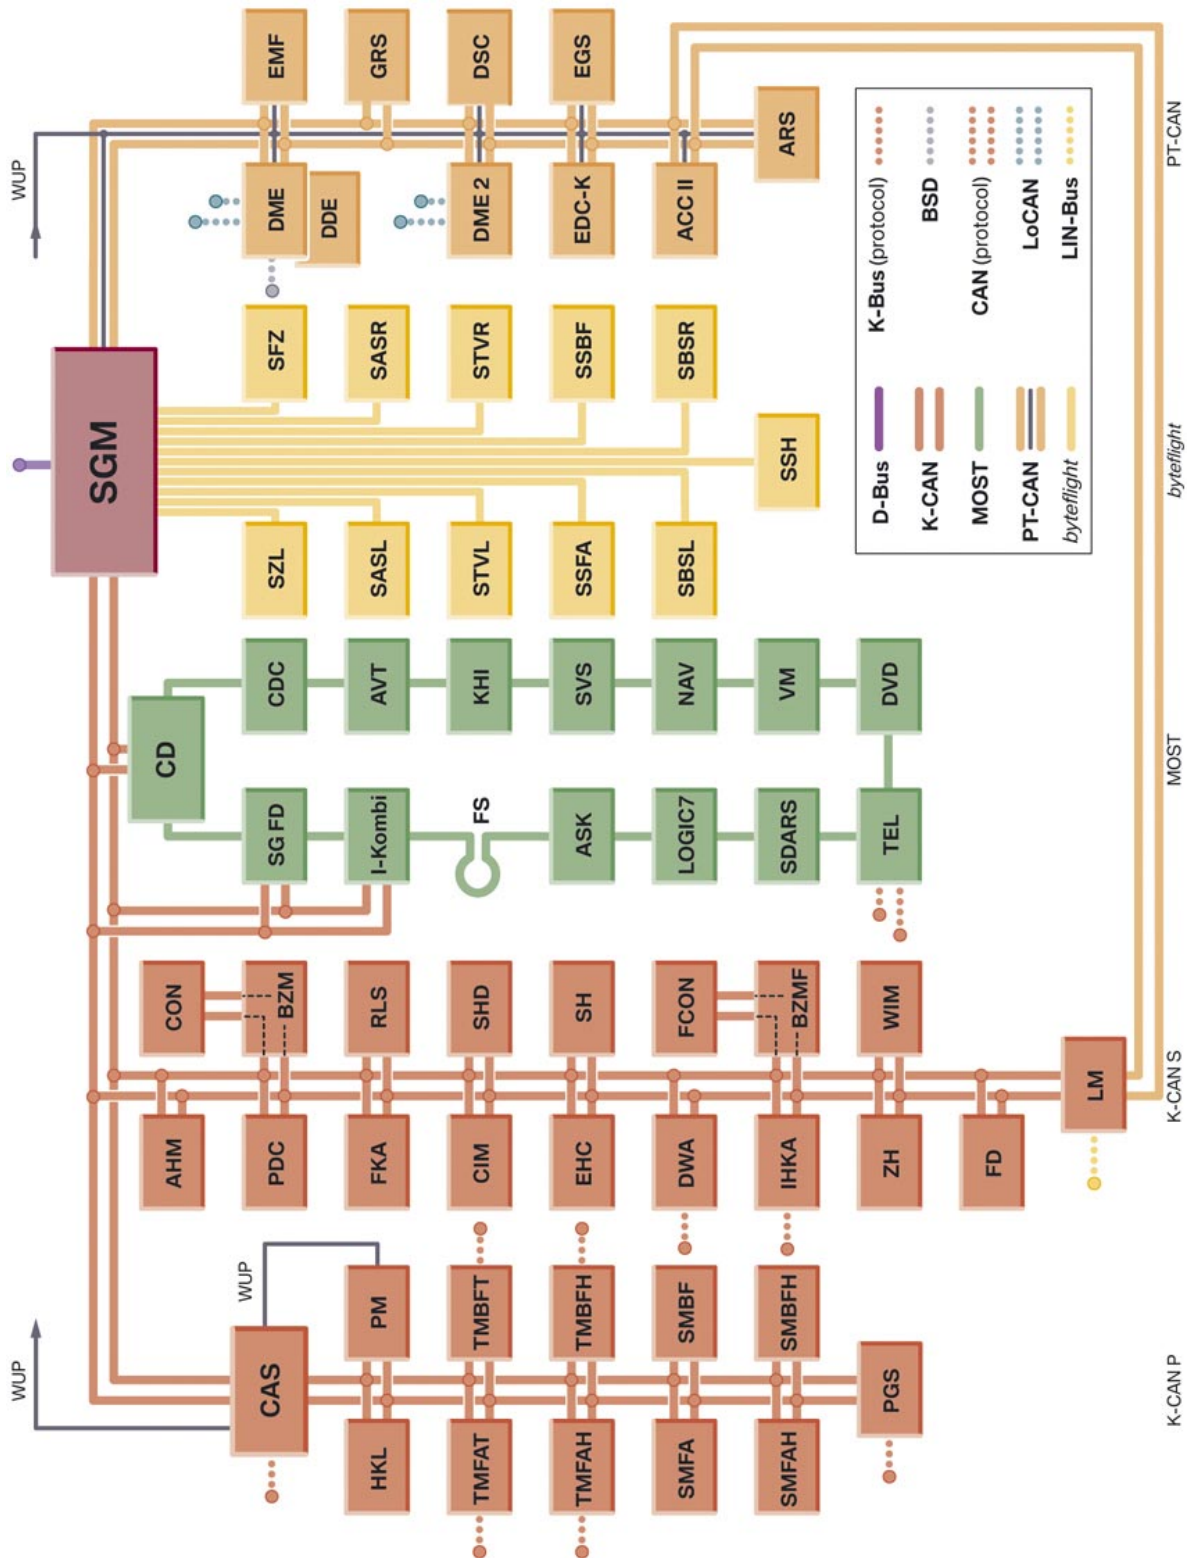 WUP
WUP
SGM
CAS
WUP
PM
HKL
TMBFT
TMFAT
TMBFH
TMFAH
SMBF
SMFA
SMBFH
SMFAH
PGS
K-CAN P
CON
AHM
BZM
PDC
RLS
FKA
SHD
CIM
SH
EHC
FCON
DWA
BZMF
IHKA
WIM
ZH
FD
LM
K-CAN S
CD
SG FD
CDC
I-Kombi
AVT
FS
KHI
ASK
SVS
LOGIC7
NAV
SDARS
VM
TEL
DVD
MOST
SZL
SFZ
SASL
SASR
STVL
STVR
SSFA
SSBF
SBSL
SBSR
SSH
byteflight
DME
EMF
DDE
GRS
DME 2
DSC
EDC-K
EGS
ACC II
ARS
PT-CAN
D-Bus
K-Bus (protocol)
K-CAN
BSD
MOST
CAN (protocol)
PT-CAN
LoCAN
byteflight
LIN-Bus